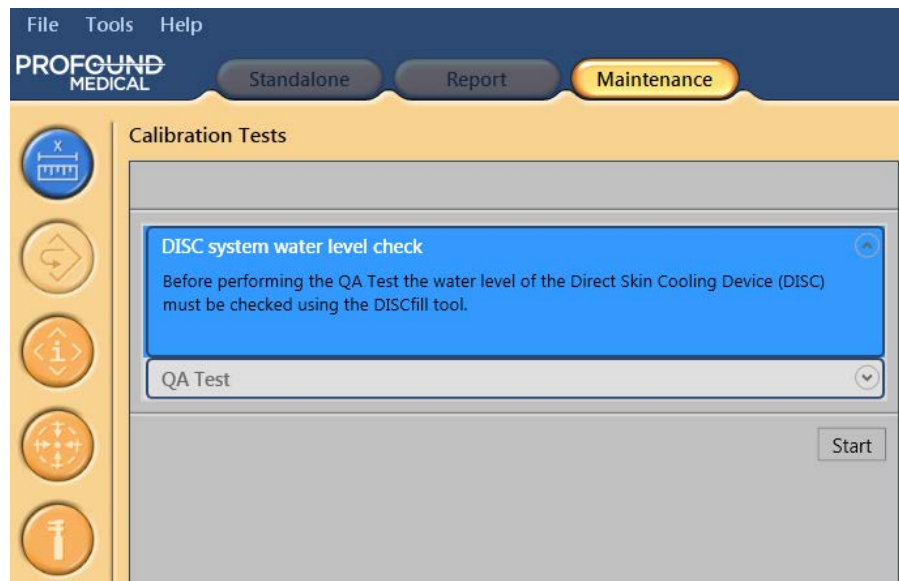 File Tools Help
PROFOUND
MEDICAL
Standalone Report Maintenance
X
Calibration Tests
DISC system water level check
Before performing the QA Test the water level of the Direct Skin Cooling Device (DISC)
must be checked using the DISCfill tool.
i
QA Test
Start